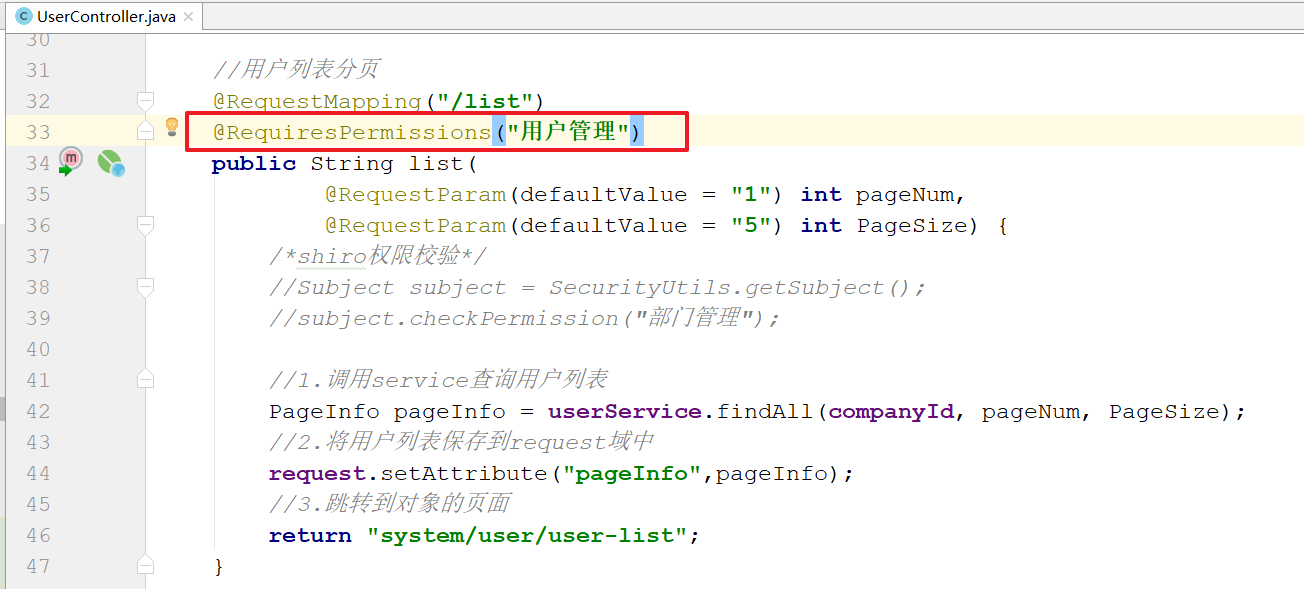 UserController.java
30
31 //用户列表分页
32 @RequestMapping("/list")
33 @RequiresPermissions("用户管理")
34 public String list(
35 @RequestParam(defaultValue = "1") int pageNum,
36 @RequestParam(defaultValue = "5") int PageSize) {
37 /*shiro权限校验*/
38 //Subject subject = SecurityUtils.getSubject();
39 //subject.checkPermission("部门管理");
40
41 //1.调用service查询用户列表
42 PageInfo pageInfo = userService.findAll(companyId, pageNum, PageSize);
43 //2.将用户列表保存到request域中
44 request.setAttribute("pageInfo",pageInfo);
45 //3.跳转到对象的页面
46 return "system/user/user-list";
47 }